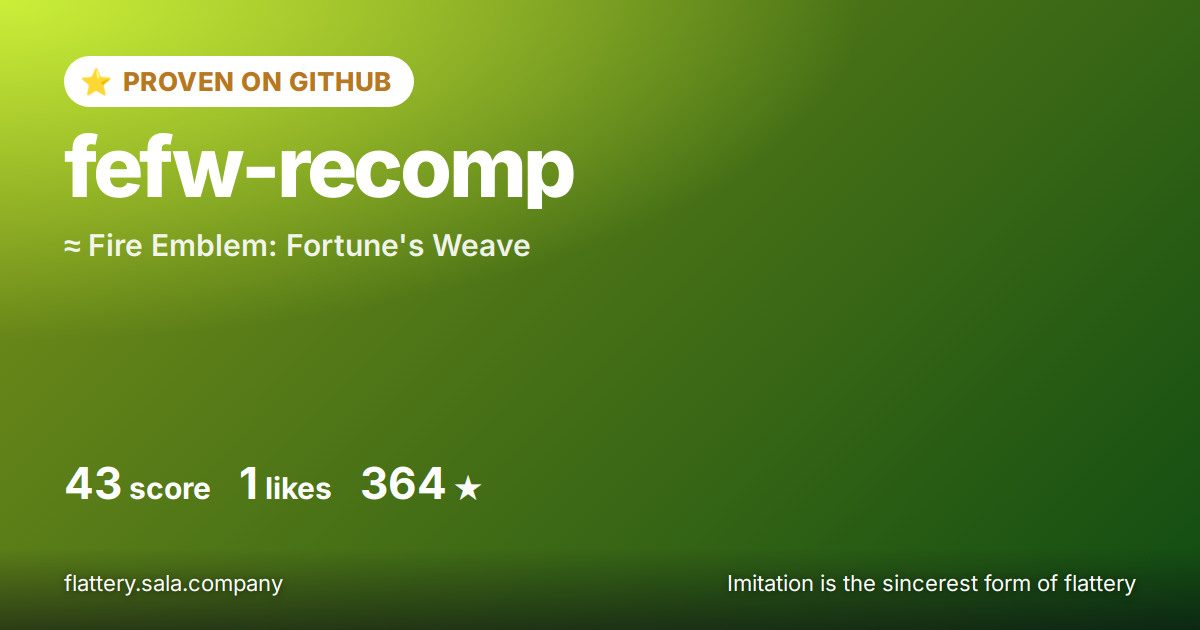 ⭐ PROVEN ON GITHUB
fefw-recomp
≈ Fire Emblem: Fortune's Weave
43 score 1 likes 364 ★
flattery.sala.company
Imitation is the sincerest form of flattery